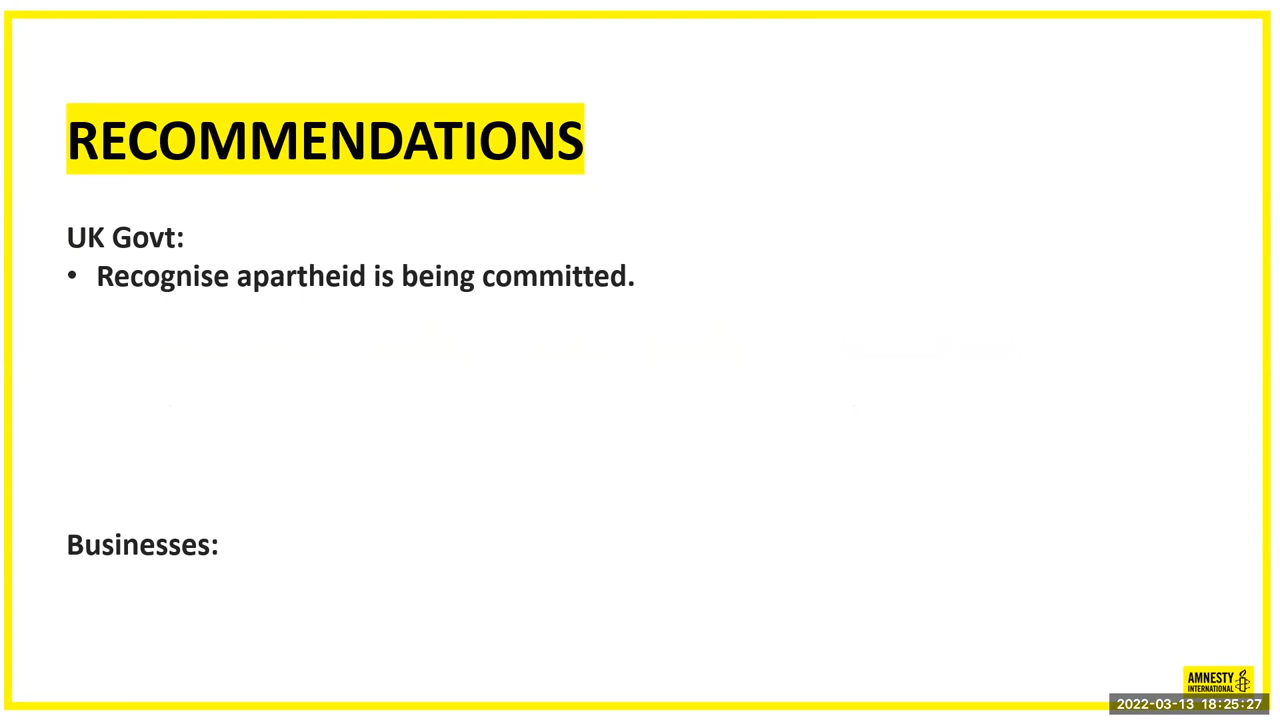 RECOMMENDATIONS
UK Govt:
• Recognise apartheid is being committed.
Businesses:
AMNESTY
INTERNATIONAL
2022-03-13 18:25:27